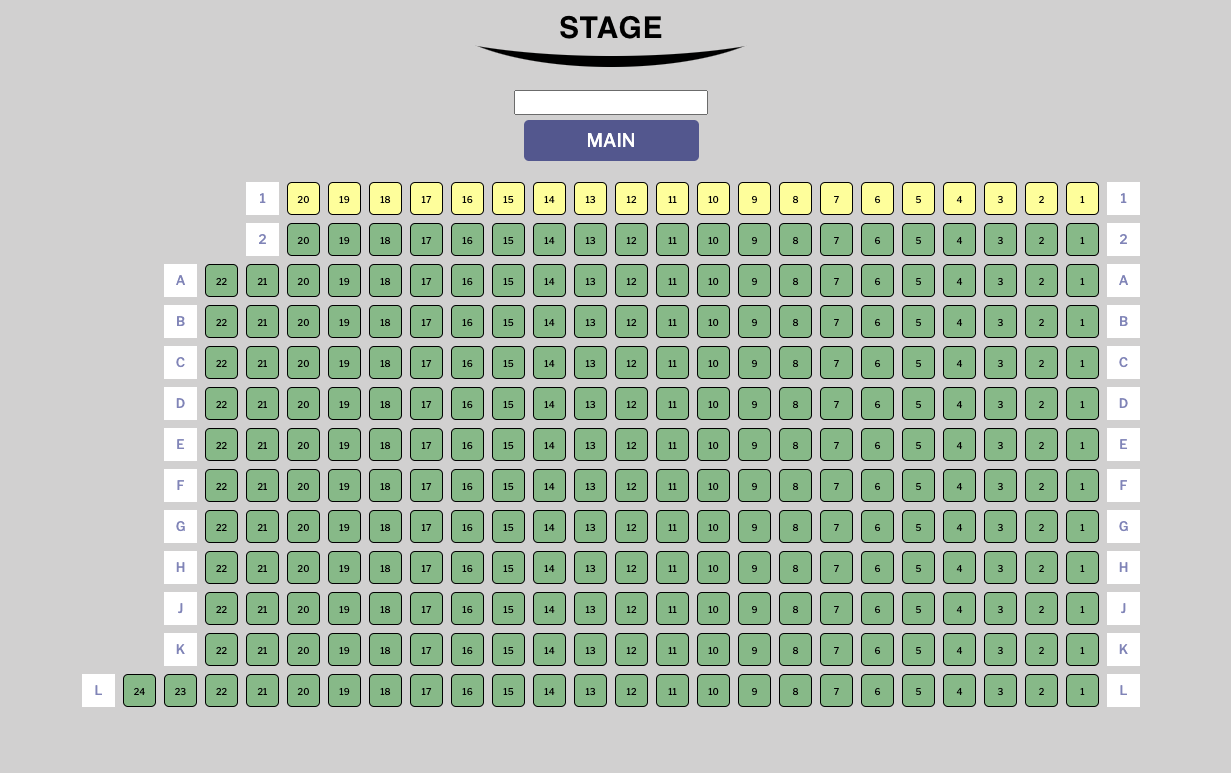 STAGE
MAIN
1 20 19 18 17 16 15 14 13 12 11 10 9 8 7 6 5 4 3 2 1 1
2 20 19 18 17 16 15 14 13 12 11 10 9 8 7 6 5 4 3 2 1 2
A 22 21 20 19 18 17 16 15 14 13 12 11 10 9 8 7 6 5 4 3 2 1 A
B 22 21 20 19 18 17 16 15 14 13 12 11 10 9 8 7 6 5 4 3 2 1 B
C 22 21 20 19 18 17 16 15 14 13 12 11 10 9 8 7 6 5 4 3 2 1 C
D 22 21 20 19 18 17 16 15 14 13 12 11 10 9 8 7 6 5 4 3 2 1 D
E 22 21 20 19 18 17 16 15 14 13 12 11 10 9 8 7 6 5 4 3 2 1 E
F 22 21 20 19 18 17 16 15 14 13 12 11 10 9 8 7 6 5 4 3 2 1 F
G 22 21 20 19 18 17 16 15 14 13 12 11 10 9 8 7 6 5 4 3 2 1 G
H 22 21 20 19 18 17 16 15 14 13 12 11 10 9 8 7 6 5 4 3 2 1 H
J 22 21 20 19 18 17 16 15 14 13 12 11 10 9 8 7 6 5 4 3 2 1 J
K 22 21 20 19 18 17 16 15 14 13 12 11 10 9 8 7 6 5 4 3 2 1 K
L 24 23 22 21 20 19 18 17 16 15 14 13 12 11 10 9 8 7 6 5 4 3 2 1 L